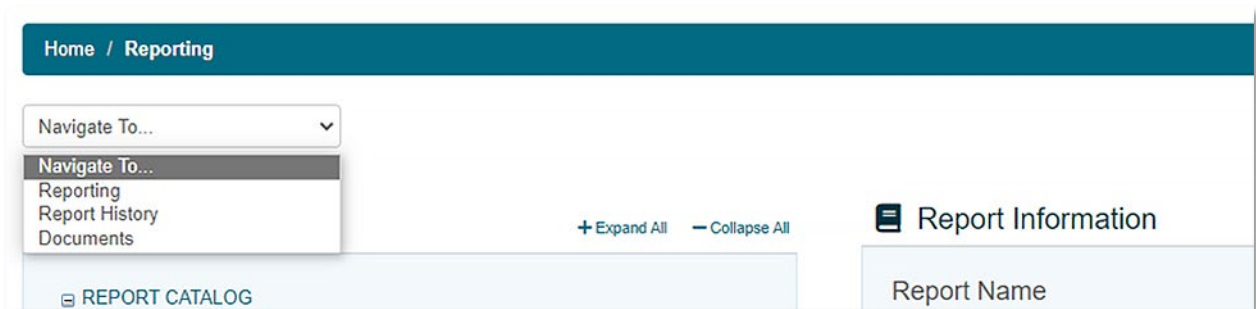 Home / Reporting
Navigate To...
Navigate To...
Reporting
Report History
Documents
+ Expand All − Collapse All
Report Information
REPORT CATALOG
Report Name